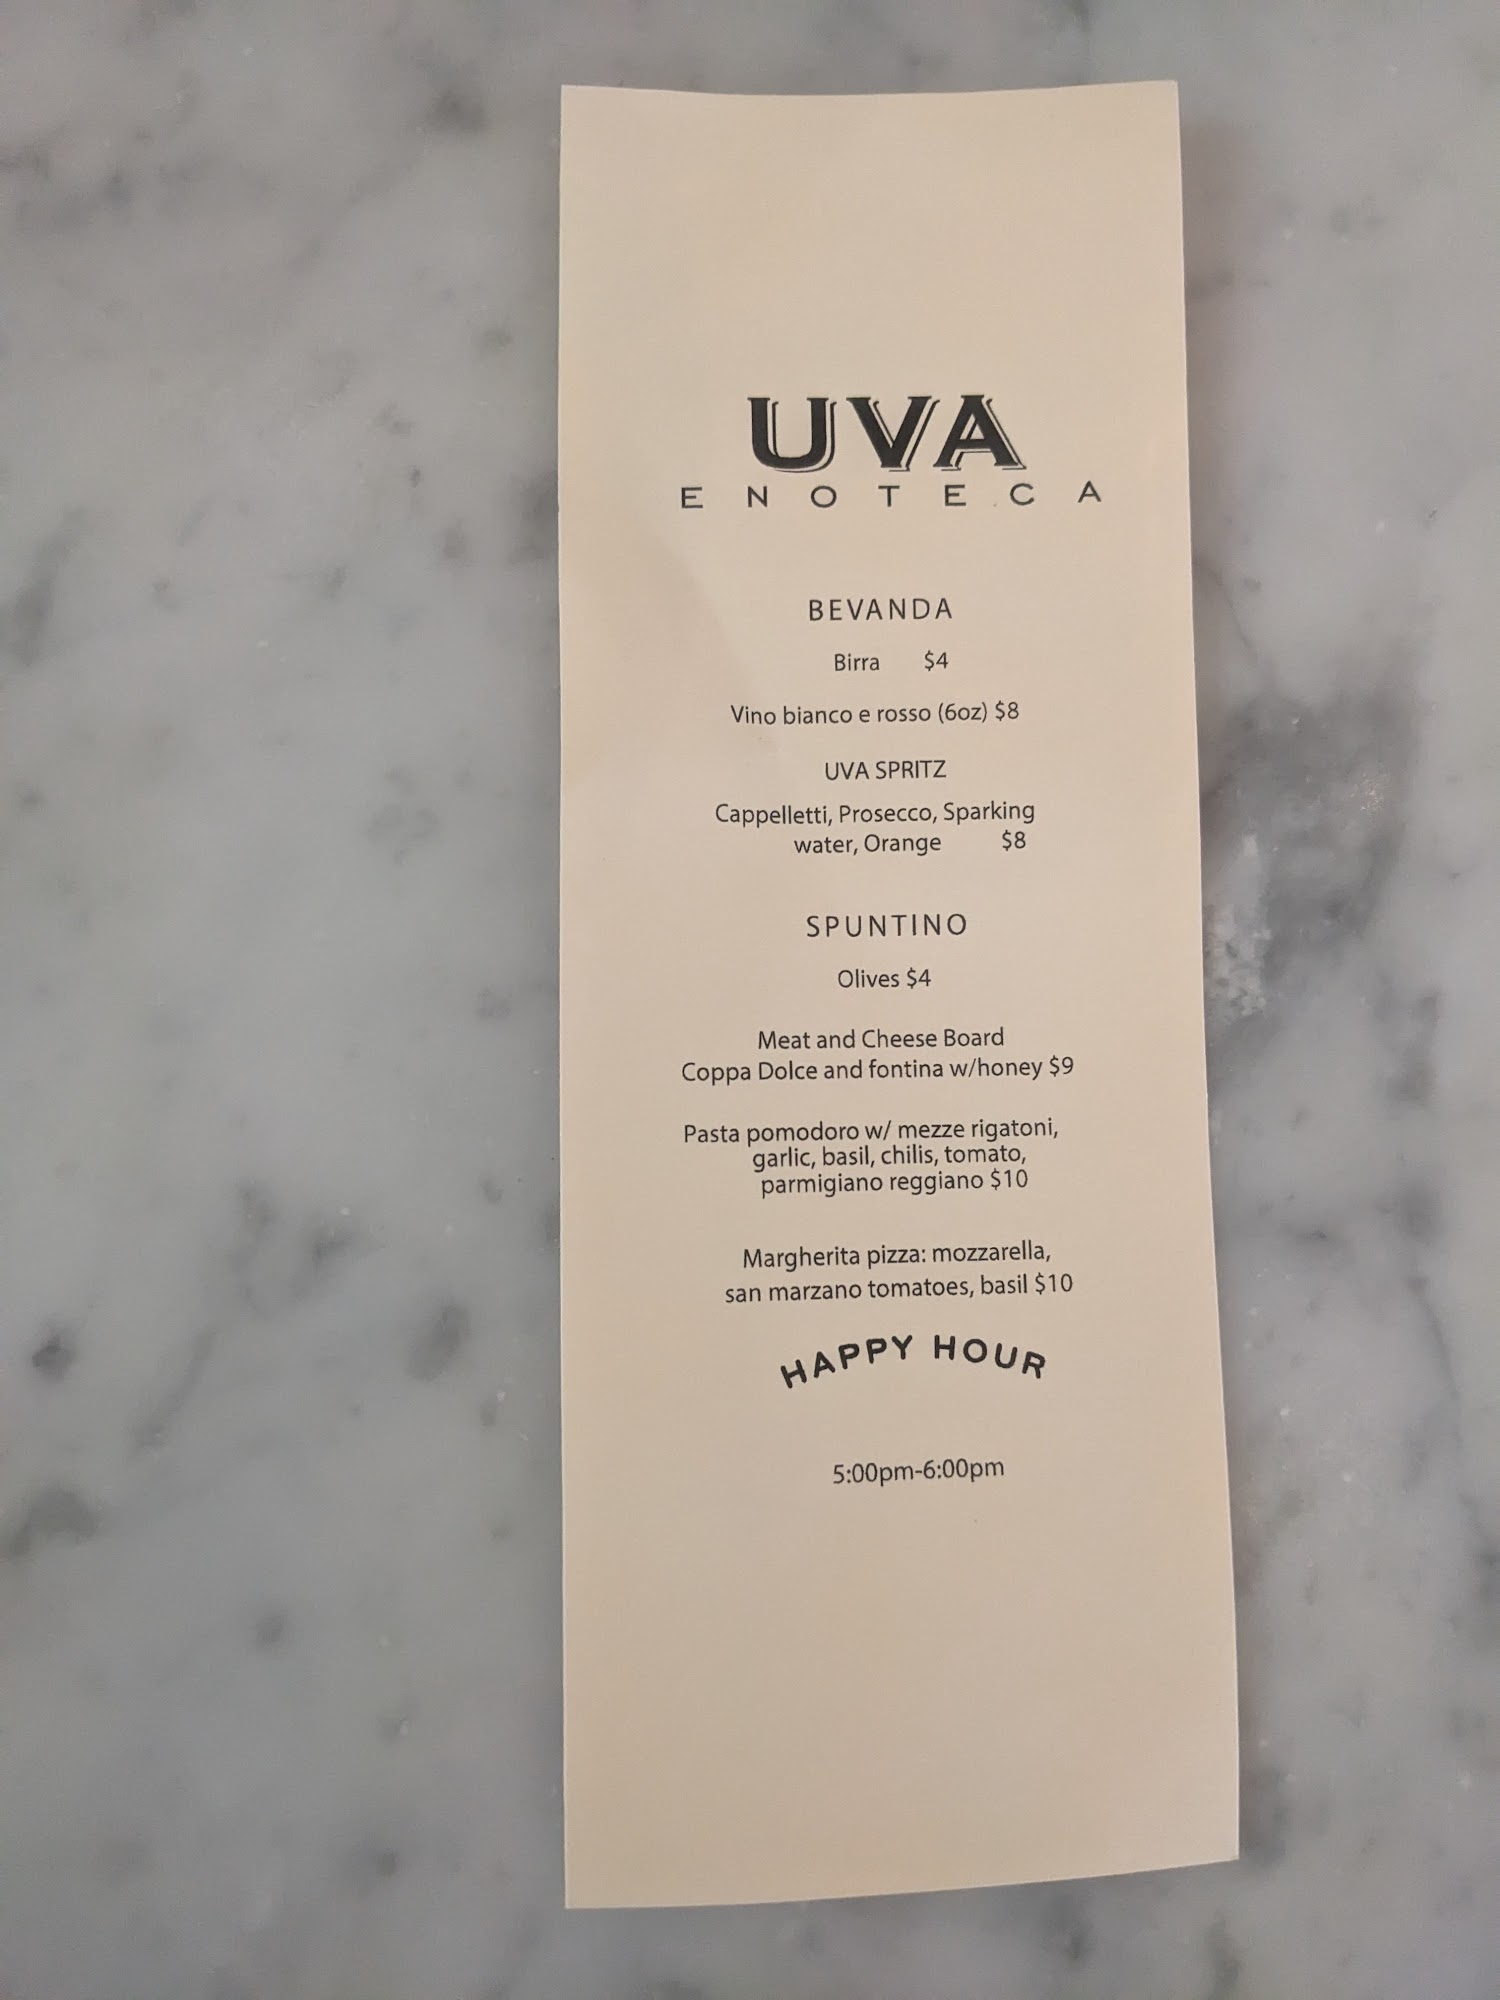 UVA
ENOTECA
BEVANDA
Birra $4
Vino bianco e rosso (6oz) $8
UVA SPRITZ
Cappelletti, Prosecco, Sparking
water, Orange $8
SPUNTINO
Olives $4
Meat and Cheese Board
Coppa Dolce and fontina w/honey $9
Pasta pomodoro w/ mezze rigatoni,
garlic, basil, chilis, tomato,
parmigiano reggiano $10
Margherita pizza: mozzarella,
san marzano tomatoes, basil $10
HAPPY HOUR
5:00pm-6:00pm